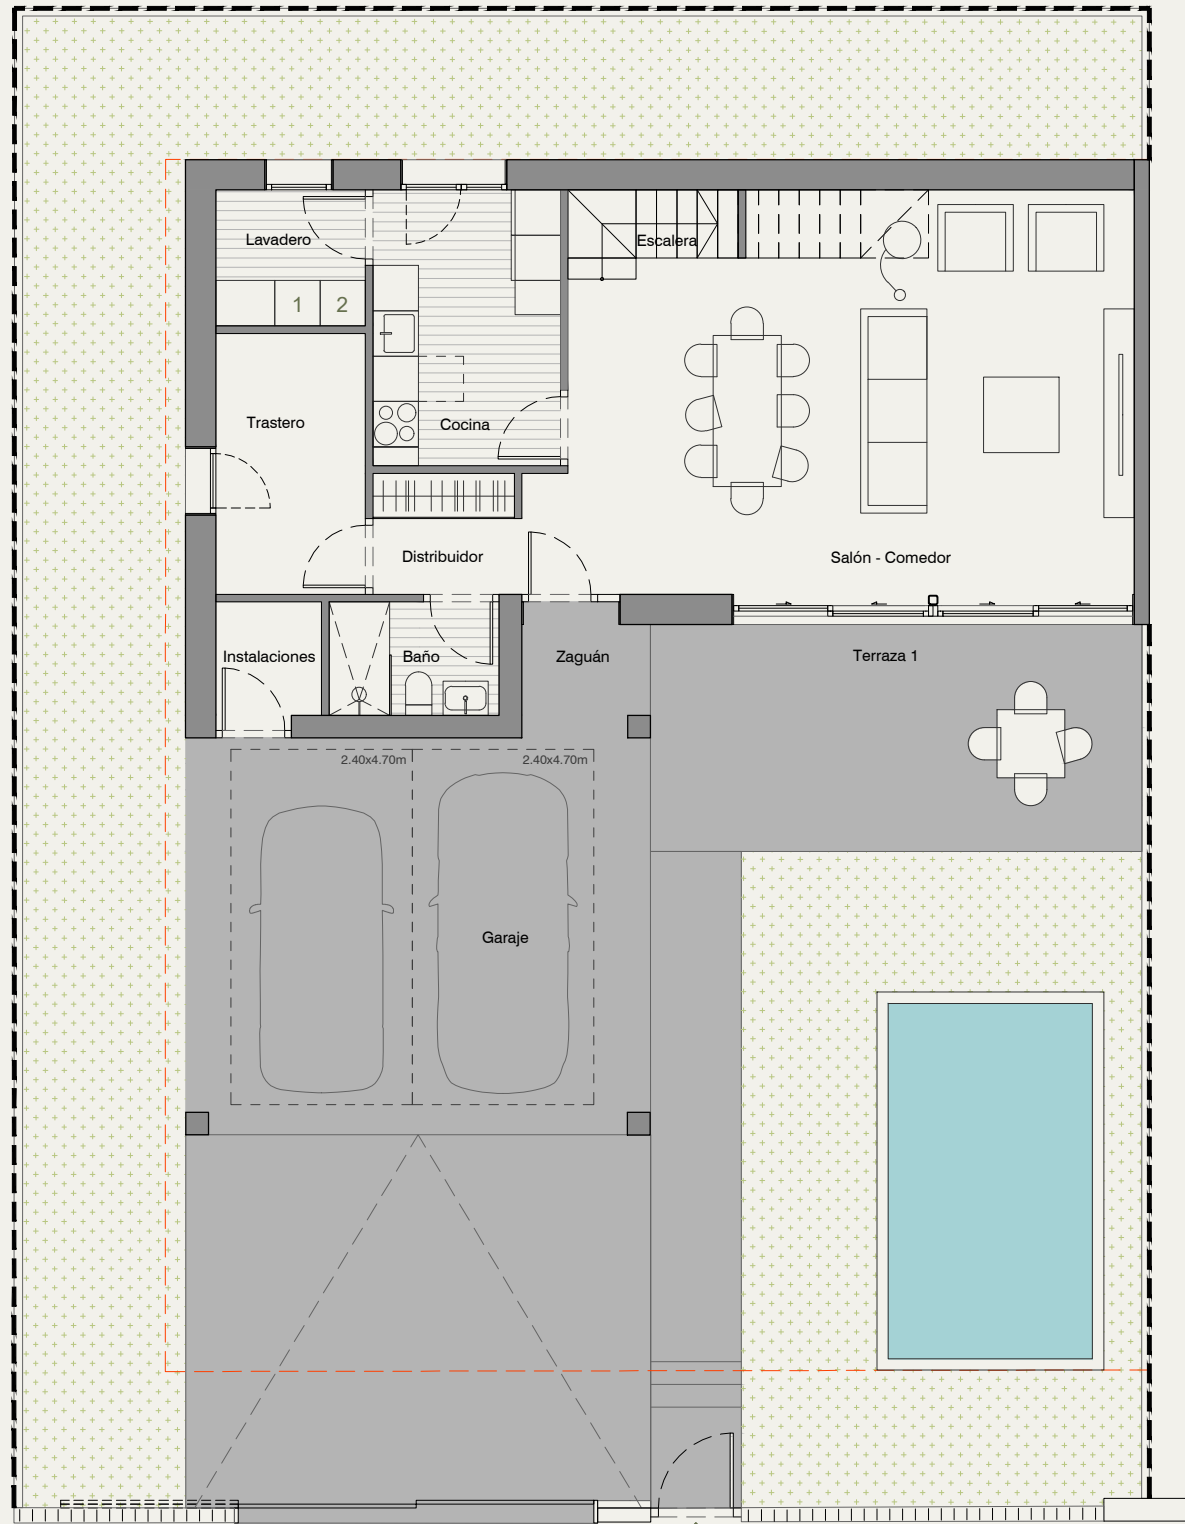 Lavadero
Escalera
1
2
Trastero
Cocina
Distribuidor
Salón - Comedor
Instalaciones
Baño
Zaguán
Terraza 1
2.40x4.70m
2.40x4.70m
Garaje